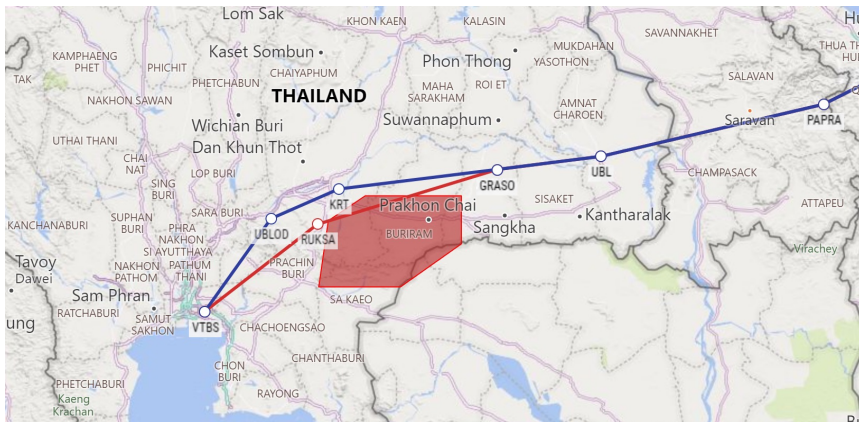 Lom Sak
KHON KAEN
KALASIN
Hu
SAVANNAKHET
THUA T
HU
KAMPHAENG
PHET
PHICHIT
Kaset Sombun
CHAIYAPHUM
Phon Thong
MUKDAHAN
YASOTHON
TAK
PHETCHABUN
MAHA
SARAKHAM
ROI ET
SALAVAN
NAKHON SAWAN
THAILAND
AMNAT
CHAROEN
Saravan
PAPRA
Wichian Buri
Suwannaphum
UTHAI THANI
Dan Khun Thot
CHAI
NAT
LOP BURI
UBL
GRASO
CHAMPASACK
SING
BURI
KRT
SISAKET
ATTAPEU
SUPHAN
BURI
SARA BURI
Prakhon Chai
KANCHANABURI
UBLOD
RUKSA
BURIRAM
Sangkha
Kantharalak
PHRA
NAKHON
SI AYUTTHAYA
Virachey
Tavoy
Dawei
NAKHON
PATHOM
PATHUM
THANI
PRACHIN
BURI
Sam Phran
SA KAEO
RATCHABURI
SAMUT
SAKHON
VTBS
CHACHOENGSAO
ung
CHANTHABURI
CHON
BURI
PHETCHABURI
RAYONG
Kaeng
Krachan